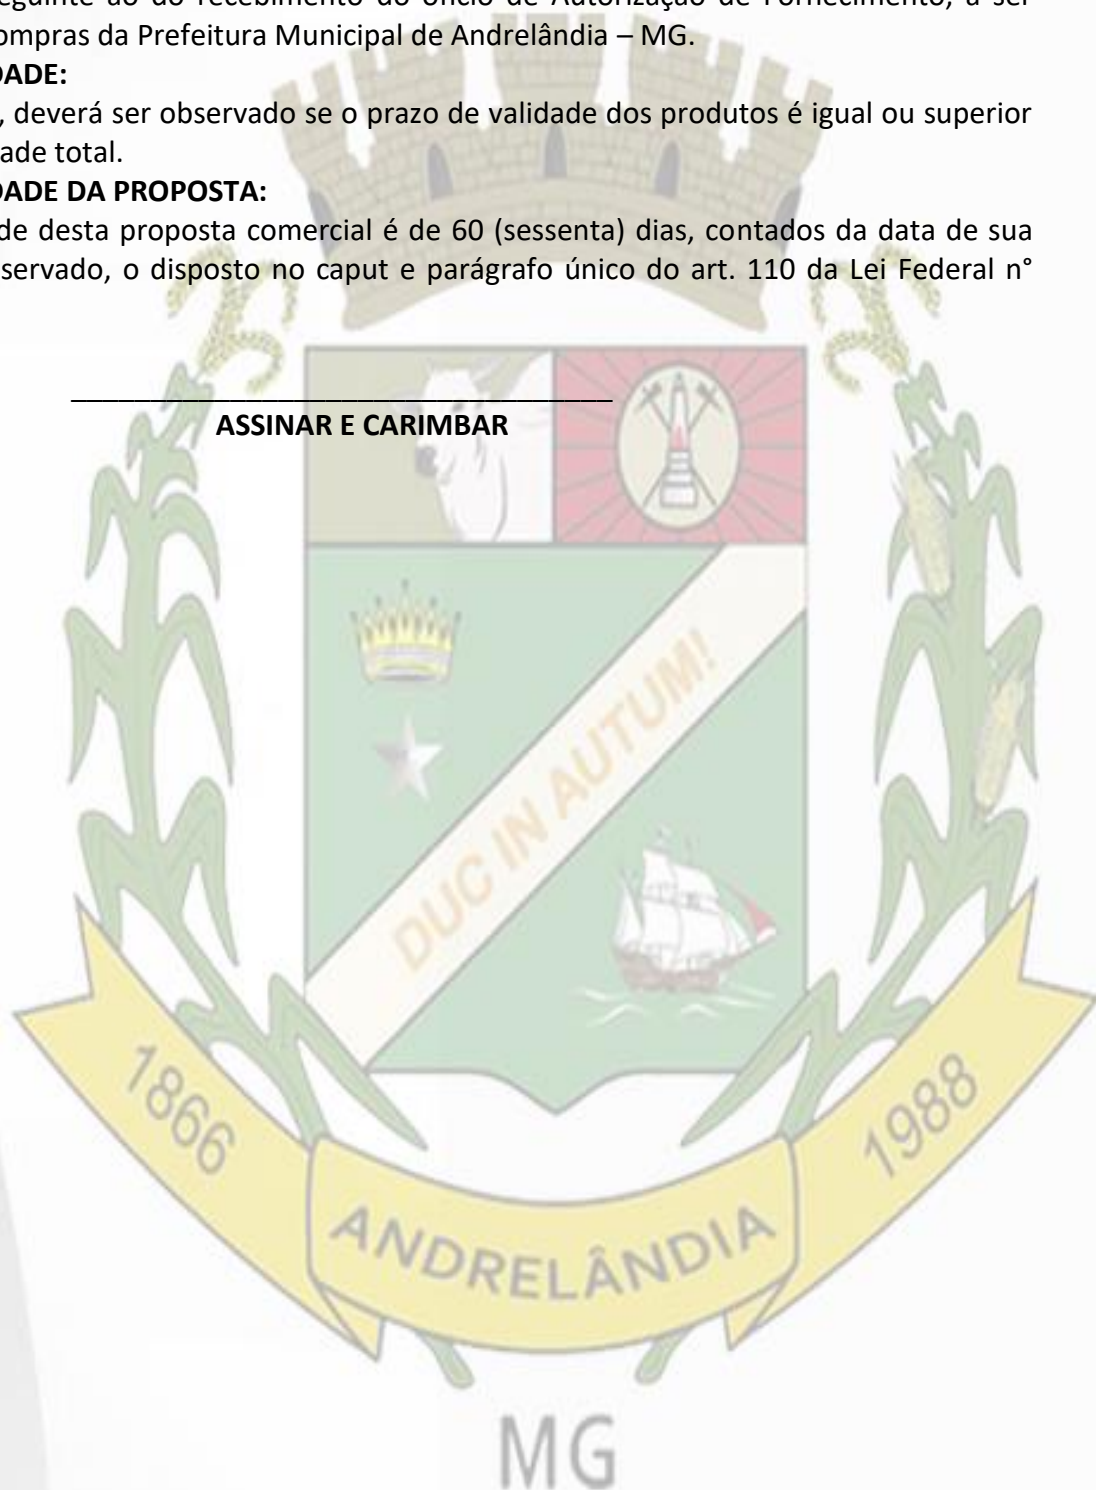 seguinte ao do recebimento do ofício de Autorização de Fornecimento, a ser
ompras da Prefeitura Municipal de Andrelândia – MG.
DADE:
, deverá ser observado se o prazo de validade dos produtos é igual ou superior
ade total.
DADE DA PROPOSTA:
de desta proposta comercial é de 60 (sessenta) dias, contados da data de sua
servado, o disposto no caput e parágrafo único do art. 110 da Lei Federal n°
ASSINAR E CARIMBAR
DUC IN AUTUM!
1866
ANDRELÂNDIA
1988
MG